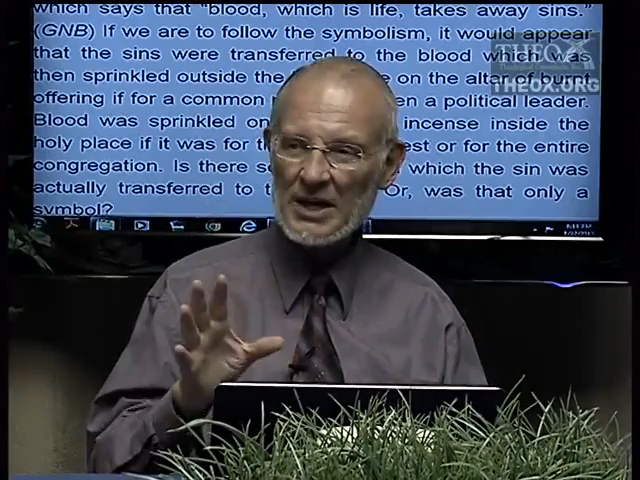 which says that "blood, which is life, takes away sins."
(GNB) If we are to follow the symbolism, it would appear
that the sins were transferred to the blood which was
then sprinkled outside the e on the altar of burnt
offering if for a common en a political leader.
Blood was sprinkled on incense inside the
holy place if it was for th est or for the entire
congregation. Is there s which the sin was
actually transferred to t Or, was that only a
symbol?
THEOX
THEOX.ORG